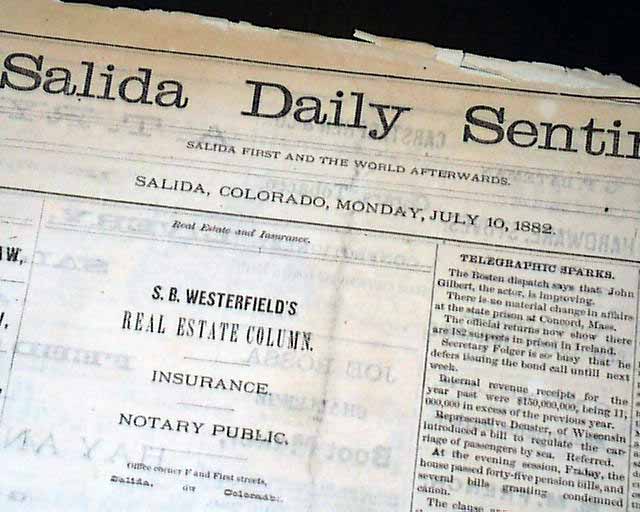 Salida Daily Sentin
SALIDA FIRST AND THE WORLD AFTERWARDS.
SALIDA, COLORADO, MONDAY, JULY 10, 1882.
AW,
Real Estate and Insurance.
S. B. WESTERFIELD'S
REAL ESTATE COLUMN.
INSURANCE.
NOTARY PUBLIC.
Office corner F and First streets,
Salida. Colorado.
TELEGRAPHIC SPARKS.
The Boston dispatch says that John
Gilbert, the actor, is improving.
There is no material change in affairs
at the state prison at Concord, Mass.
The official returns now show there
are 182 suspects in prison in Ireland.
Secretary Folger is so busy that he
defers issuing the bond call until next
week.
Internal revenue receipts for the
year past were $150,000,000, being 11,
000,000 in excess of the previous year.
Representative Deuster, of Wisconsin
introduced a bill to regulate the car-
riage of passengers by sea. Referred.
At the evening session, Friday, the
house passed forty-five pension bills, and
several bills granting condemned
canon.
The clause